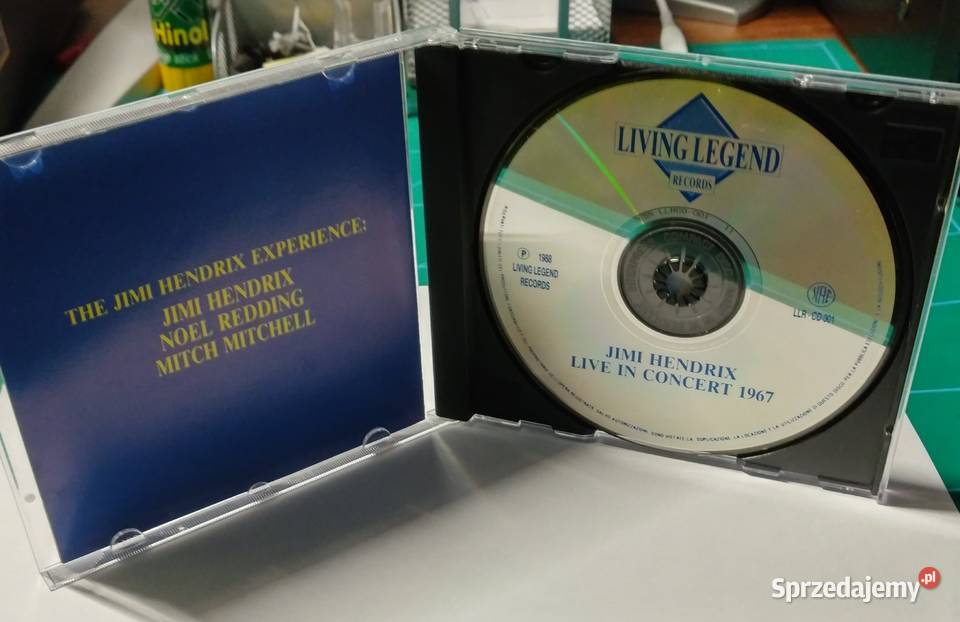 Hinol
THE JIMI HENDRIX EXPERIENCE:
JIMI HENDRIX
NOEL REDDING
MITCH MITCHELL
LIVING LEGEND
RECORDS
℗ 1988
LIVING LEGEND
RECORDS
LLR - CD 001
JIMI HENDRIX
LIVE IN CONCERT 1967
Sprzedajemy.pl